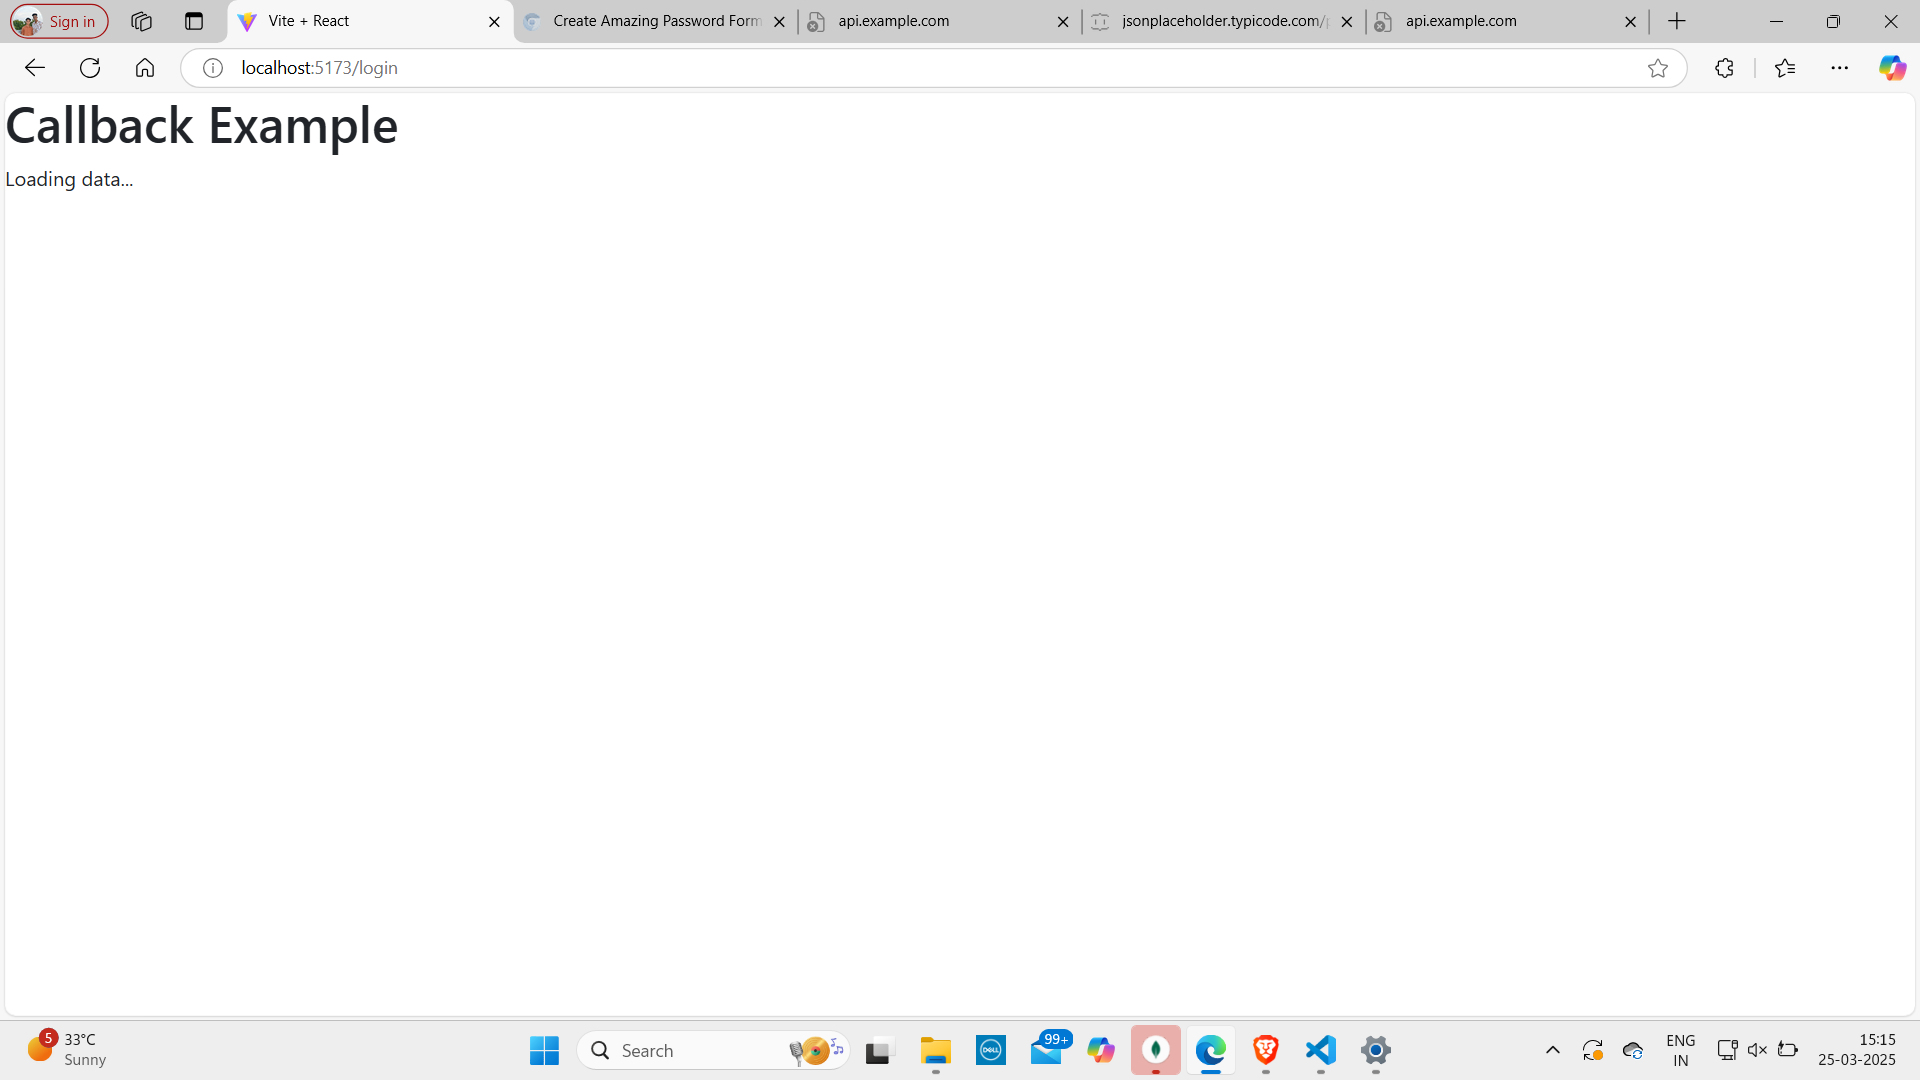 Sign in
Vite + React
Create Amazing Password Form
api.example.com
jsonplaceholder.typicode.com/p
api.example.com
localhost:5173/login
Callback Example
Loading data...
5
33°C
Sunny
Search
DELL
99+
ENG
IN
15:15
25-03-2025